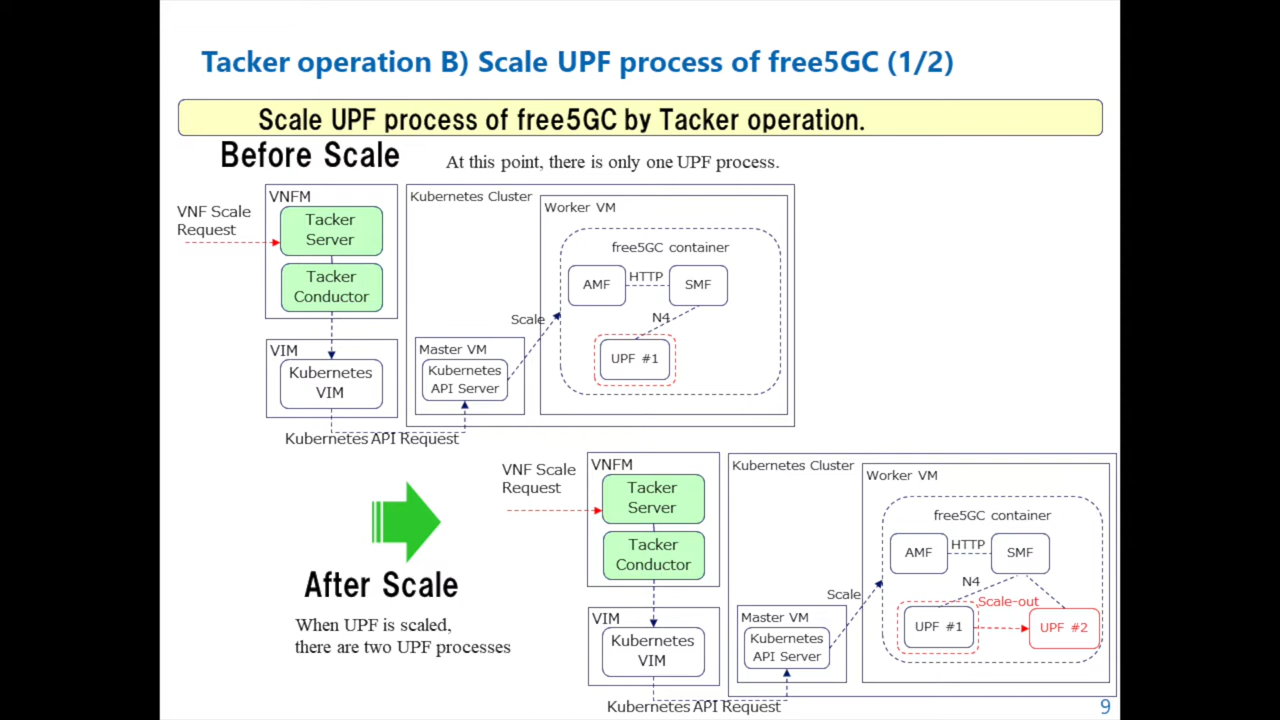 Tacker operation B) Scale UPF process of free5GC (1/2)
Scale UPF process of free5GC by Tacker operation.
Before Scale
At this point, there is only one UPF process.
VNF Scale
Request
VNFM
Tacker
Server
Tacker
Conductor
VIM
Kubernetes
VIM
Kubernetes API Request
Kubernetes Cluster
Master VM
Kubernetes
API Server
Scale
Worker VM
free5GC container
AMF
HTTP
SMF
N4
UPF #1
After Scale
When UPF is scaled,
there are two UPF processes
VNF Scale
Request
VNFM
Tacker
Server
Tacker
Conductor
VIM
Kubernetes
VIM
Kubernetes API Request
Kubernetes Cluster
Master VM
Kubernetes
API Server
Scale
Worker VM
free5GC container
AMF
HTTP
SMF
N4
Scale-out
UPF #1
UPF #2
9